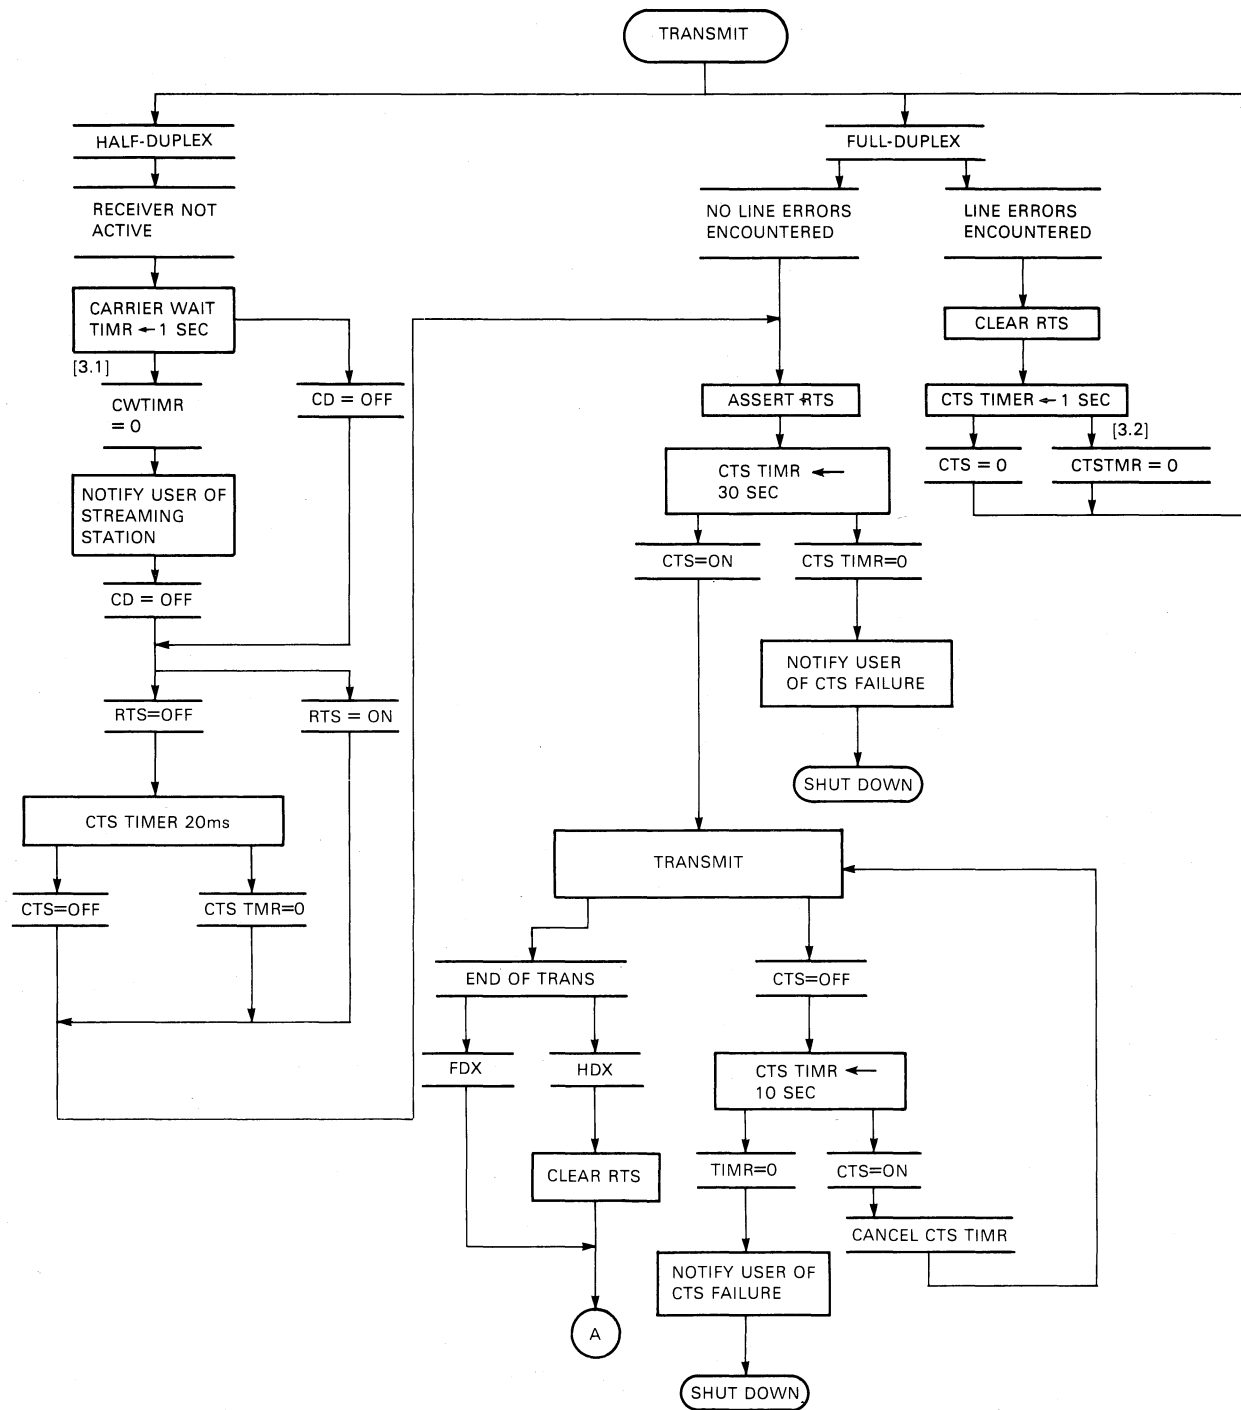 TRANSMIT
HALF-DUPLEX
FULL-DUPLEX
RECEIVER NOT
ACTIVE
NO LINE ERRORS
ENCOUNTERED
LINE ERRORS
ENCOUNTERED
CARRIER WAIT
TIMR ← 1 SEC
CLEAR RTS
[3.1]
CWTIMR
= 0
CD = OFF
ASSERT RTS
CTS TIMER ← 1 SEC
[3.2]
CTS TIMR ←
30 SEC
CTS = 0
CTSTMR = 0
NOTIFY USER OF
STREAMING
STATION
CTS=ON
CTS TIMR=0
CD = OFF
NOTIFY USER
OF CTS FAILURE
RTS=OFF
RTS = ON
SHUT DOWN
CTS TIMER 20ms
TRANSMIT
CTS=OFF
CTS TMR=0
END OF TRANS
CTS=OFF
FDX
HDX
CTS TIMR ←
10 SEC
CLEAR RTS
TIMR=0
CTS=ON
CANCEL CTS TIMR
NOTIFY USER OF
CTS FAILURE
A
SHUT DOWN